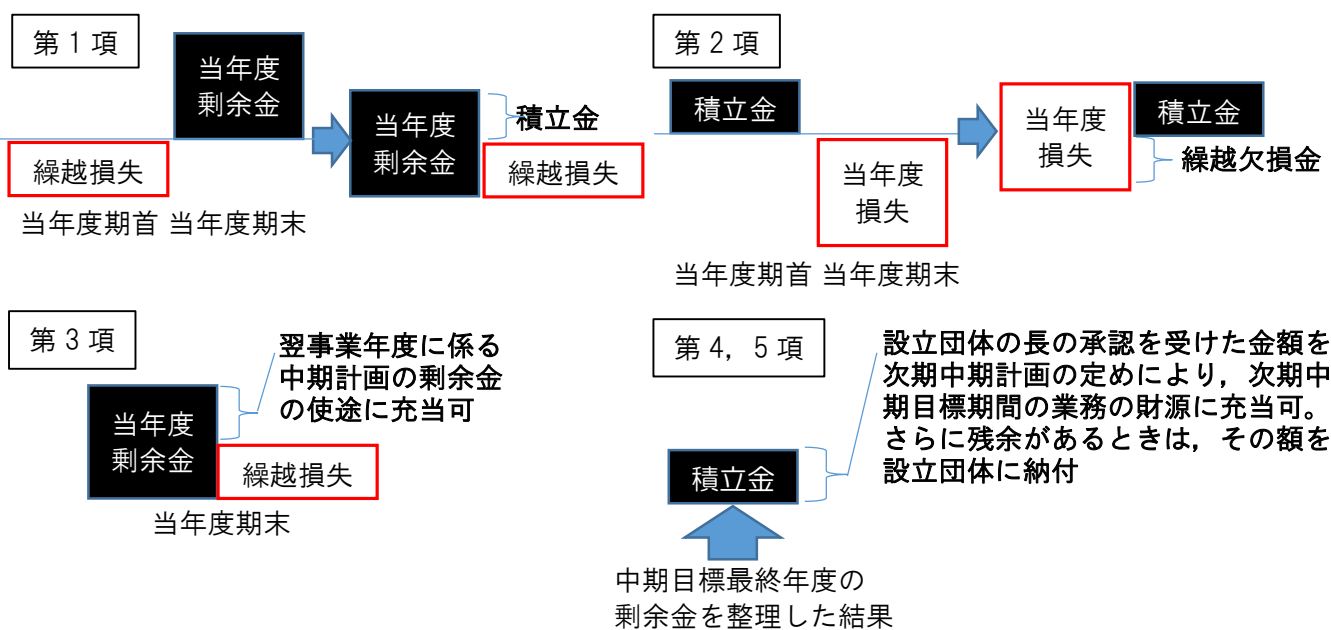 第１項
当年度
剰余金
繰越損失
当年度期首 当年度期末
当年度
剰余金
積立金
繰越損失
第２項
積立金
当年度
損失
当年度期首 当年度期末
当年度
損失
積立金
繰越欠損金
第３項
当年度
剰余金
翌事業年度に係る
中期計画の剰余金
の使途に充当可
繰越損失
当年度期末
第４，５項
設立団体の長の承認を受けた金額を
次期中期計画の定めにより，次期中
期目標期間の業務の財源に充当可。
さらに残余があるときは，その額を
設立団体に納付
積立金
中期目標最終年度の
剰余金を整理した結果